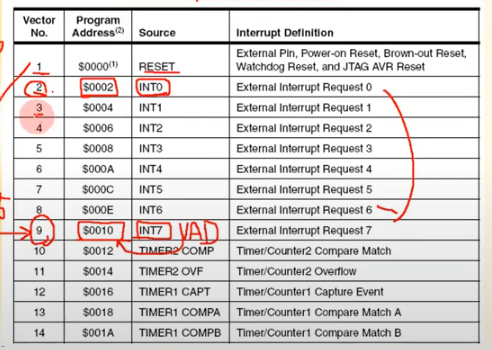 Vector No. Program Address(2) Source Interrupt Definition
1 $0000(1) RESET External Pin, Power-on Reset, Brown-out Reset, Watchdog Reset, and JTAG AVR Reset
2 $0002 INT0 External Interrupt Request 0
3 $0004 INT1 External Interrupt Request 1
4 $0006 INT2 External Interrupt Request 2
5 $0008 INT3 External Interrupt Request 3
6 $000A INT4 External Interrupt Request 4
7 $000C INT5 External Interrupt Request 5
8 $000E INT6 External Interrupt Request 6
9 $0010 INT7 VAD External Interrupt Request 7
10 $0012 TIMER2 COMP Timer/Counter2 Compare Match
11 $0014 TIMER2 OVF Timer/Counter2 Overflow
12 $0016 TIMER1 CAPT Timer/Counter1 Capture Event
13 $0018 TIMER1 COMPA Timer/Counter1 Compare Match A
14 $001A TIMER1 COMPB Timer/Counter1 Compare Match B